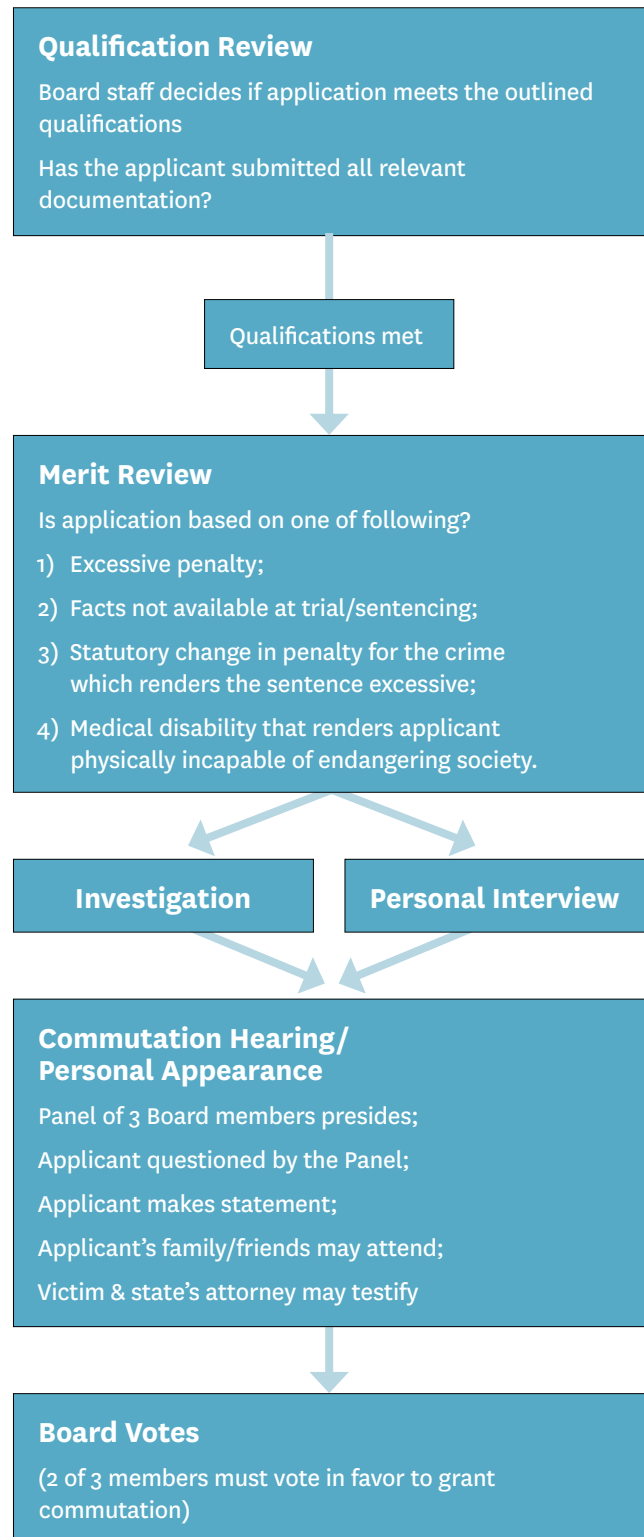 Qualification Review
Board staff decides if application meets the outlined
qualifications
Has the applicant submitted all relevant
documentation?
Qualifications met
Merit Review
Is application based on one of following?
1) Excessive penalty;
2) Facts not available at trial/sentencing;
3) Statutory change in penalty for the crime
which renders the sentence excessive;
4) Medical disability that renders applicant
physically incapable of endangering society.
Investigation
Personal Interview
Commutation Hearing/
Personal Appearance
Panel of 3 Board members presides;
Applicant questioned by the Panel;
Applicant makes statement;
Applicant’s family/friends may attend;
Victim & state’s attorney may testify
Board Votes
(2 of 3 members must vote in favor to grant
commutation)